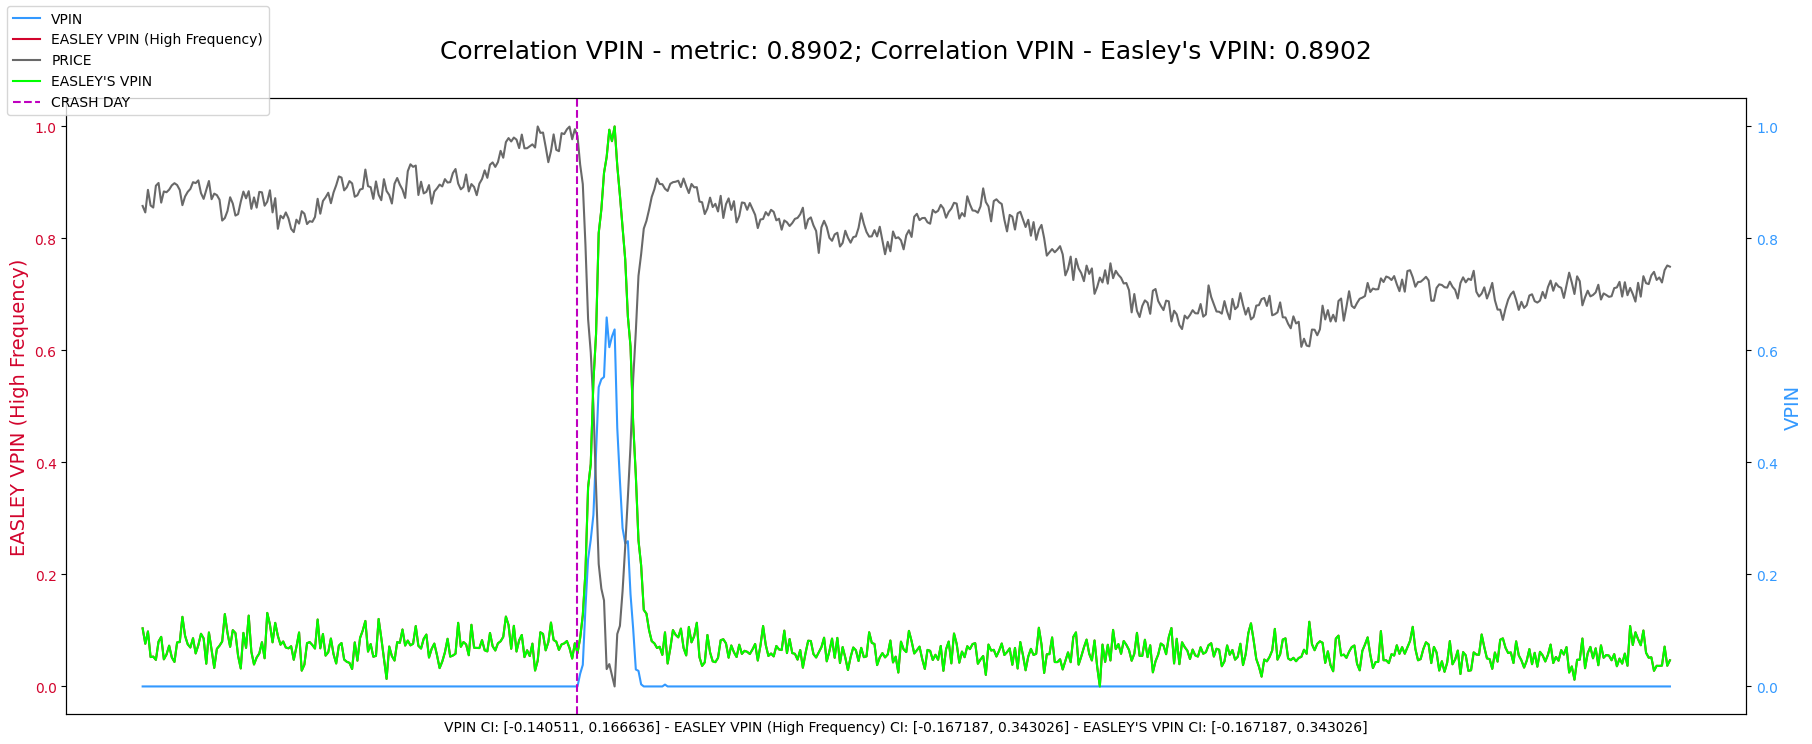 VPIN
EASLEY VPIN (High Frequency)
PRICE
EASLEY'S VPIN
CRASH DAY
Correlation VPIN - metric: 0.8902; Correlation VPIN - Easley's VPIN: 0.8902
EASLEY VPIN (High Frequency)
1.0
0.8
0.6
0.4
0.2
0.0
1.0
0.8
0.6
0.4
0.2
0.0
VPIN
VPIN CI: [-0.140511, 0.166636] - EASLEY VPIN (High Frequency) CI: [-0.167187, 0.343026] - EASLEY'S VPIN CI: [-0.167187, 0.343026]